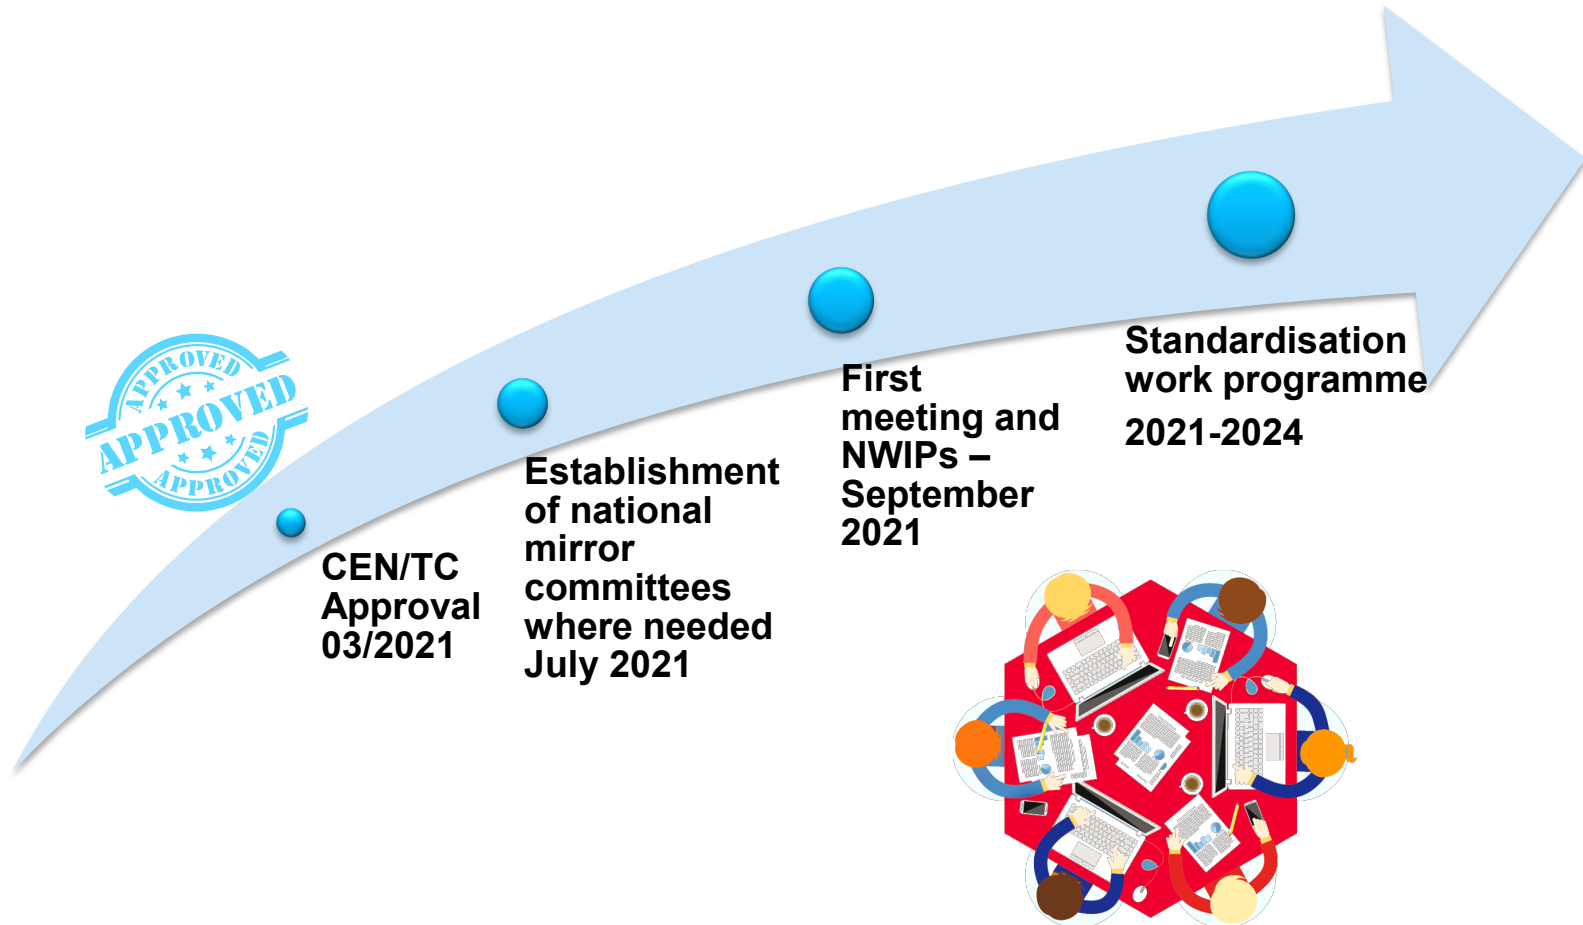 APPROVED
APPROVED
APPROVED
CEN/TC
Approval
03/2021
Establishment
of national
mirror
committees
where needed
July 2021
First
meeting and
NWIPs –
September
2021
Standardisation
work programme
2021-2024